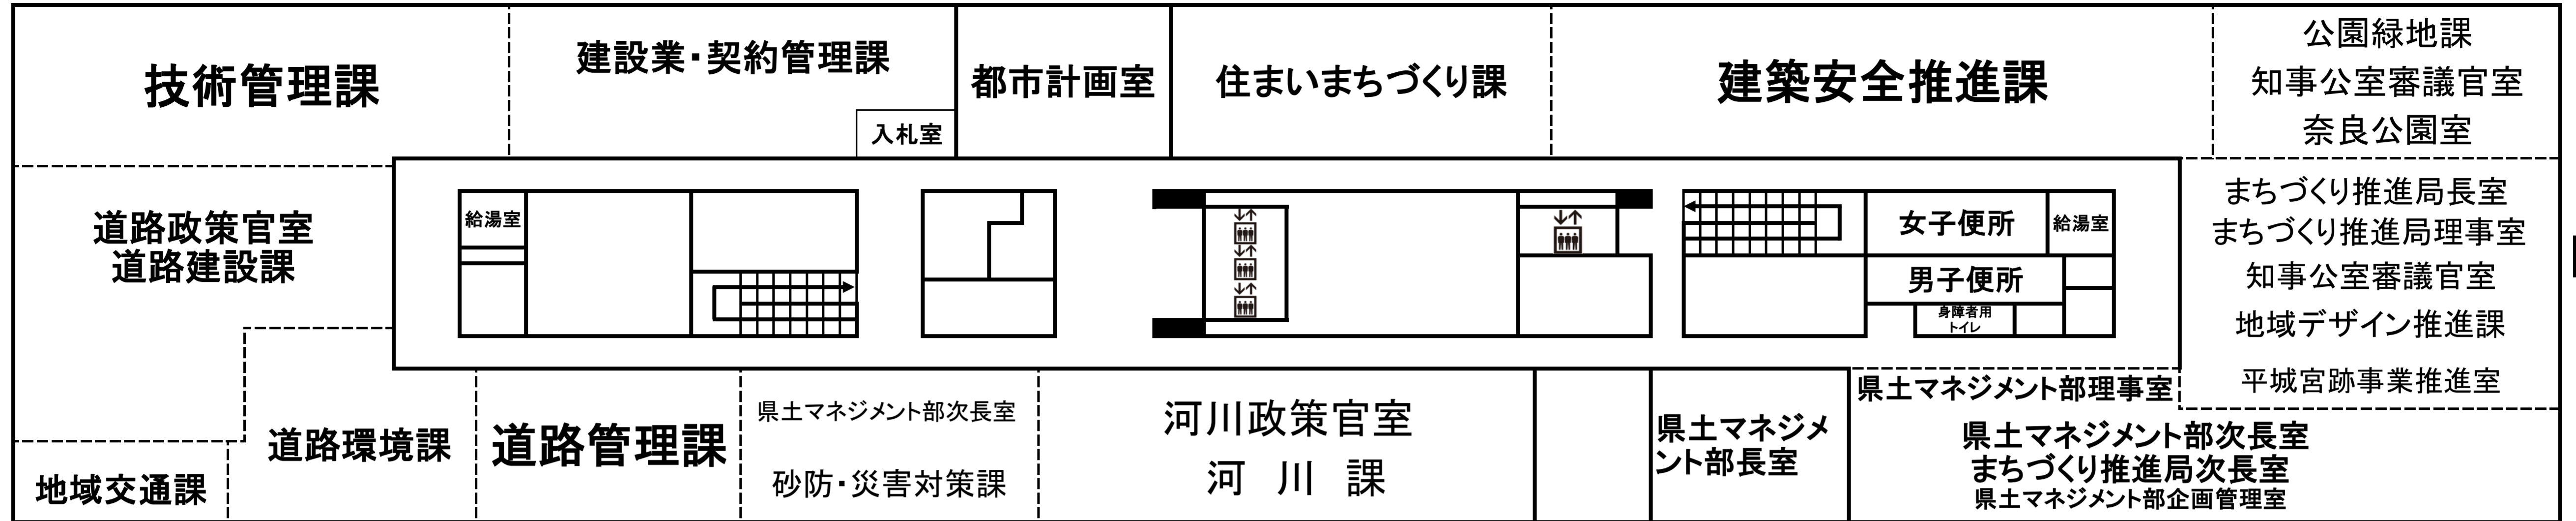 技術管理課
建設業・契約管理課
入札室
都市計画室
住まいまちづくり課
建築安全推進課
公園緑地課
知事公室審議官室
奈良公園室
道路政策官室
道路建設課
給湯室
女子便所
給湯室
男子便所
身障者用
トイレ
まちづくり推進局長室
まちづくり推進局理事室
知事公室審議官室
地域デザイン推進課
平城宮跡事業推進室
地域交通課
道路環境課
道路管理課
県土マネジメント部次長室
砂防・災害対策課
河川政策官室
河 川 課
県土マネジメ
ント部長室
県土マネジメント部理事室
県土マネジメント部次長室
まちづくり推進局次長室
県土マネジメント部企画管理室